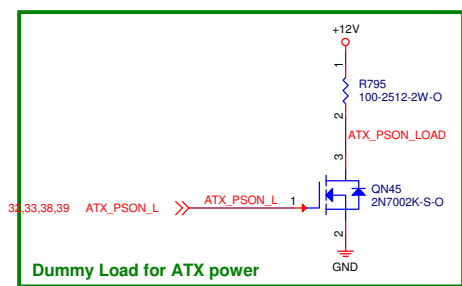 +12V
1
R795
100-2512-2W-O
2
ATX_PSON_LOAD
3
32,33,38,39 ATX_PSON_L ATX_PSON_L 1
QN45
2N7002K-S-O
2
GND
Dummy Load for ATX power